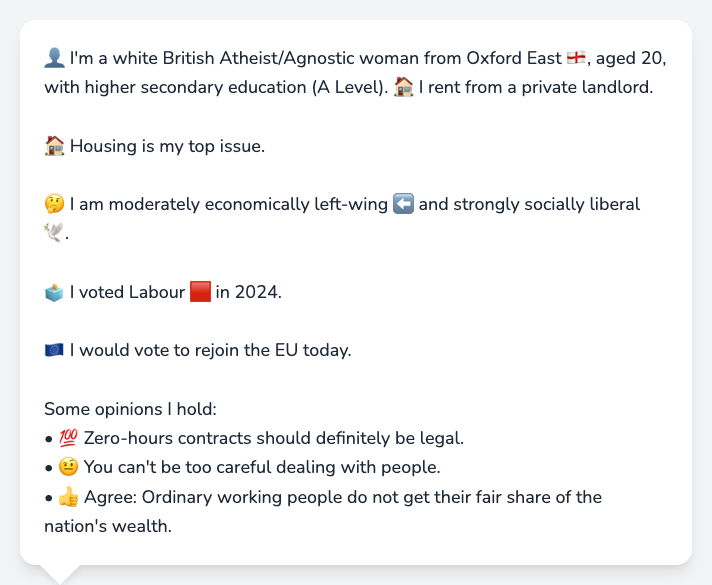 👤 I'm a white British Atheist/Agnostic woman from Oxford East 🏴󠁧󠁢󠁥󠁮󠁧󠁿, aged 20,
with higher secondary education (A Level). 🏠 I rent from a private landlord.
🏠 Housing is my top issue.
🤔 I am moderately economically left-wing ⬅️ and strongly socially liberal
🕊️.
🗳️ I voted Labour 🟥 in 2024.
🇪🇺 I would vote to rejoin the EU today.
Some opinions I hold:
• 💯 Zero-hours contracts should definitely be legal.
• 🤨 You can't be too careful dealing with people.
• 👍 Agree: Ordinary working people do not get their fair share of the
nation's wealth.